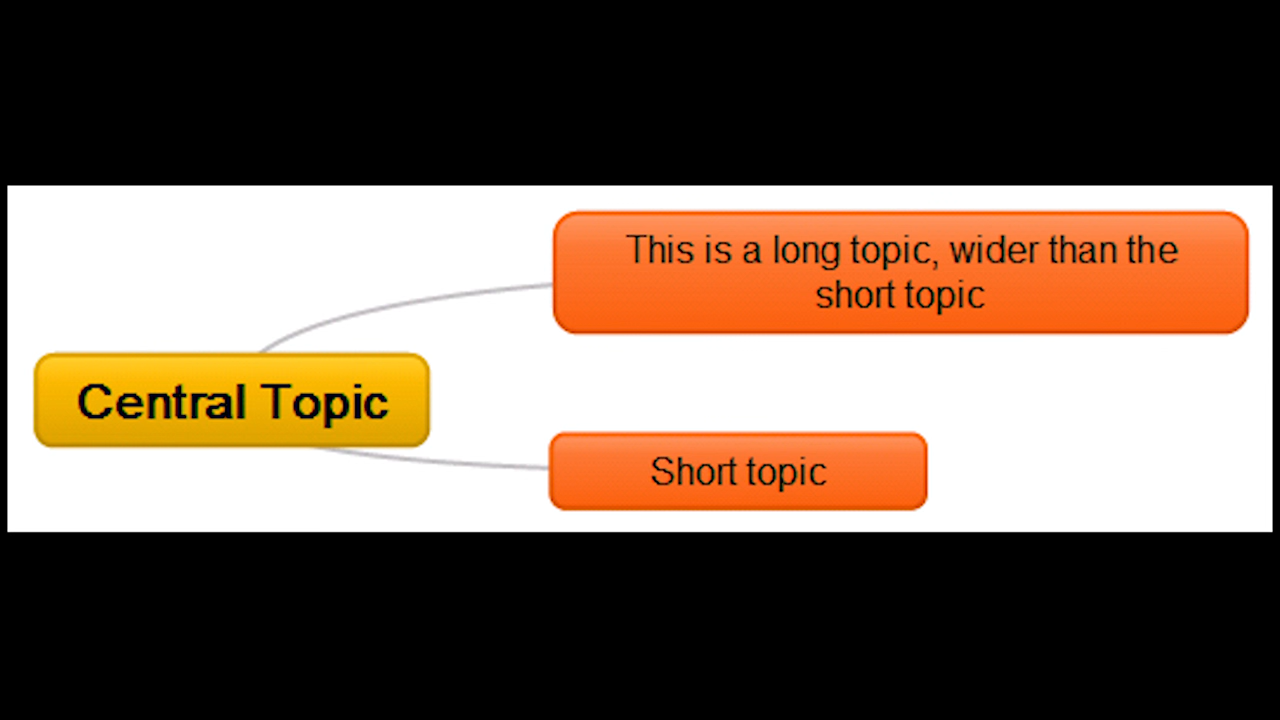 This is a long topic, wider than the
short topic
Central Topic
Short topic